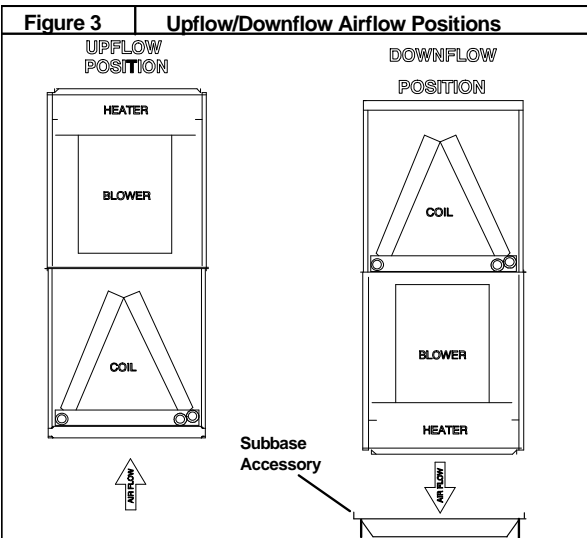 Figure 3 Upflow/Downflow Airflow Positions
UPFLOW
POSITION
HEATER
BLOWER
COIL
AIR FLOW
DOWNFLOW
POSITION
COIL
BLOWER
HEATER
Subbase
Accessory
AIR FLOW